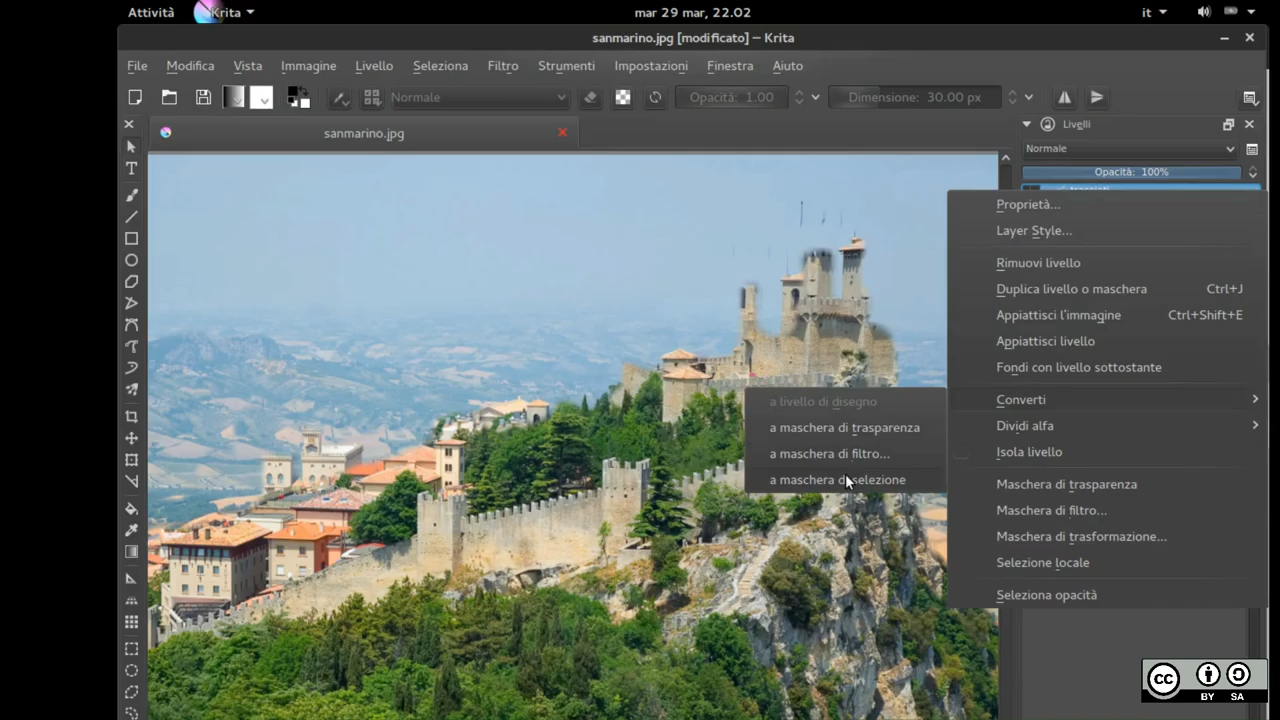 Attività
Krita
mar 29 mar, 22.02
it
sanmarino.jpg [modificato] – Krita
File
Modifica
Vista
Immagine
Livello
Seleziona
Filtro
Strumenti
Impostazioni
Finestra
Aiuto
Normale
Opacità: 1.00
Dimensione: 30.00 px
sanmarino.jpg
Livelli
Normale
Opacità: 100%
tracciati
Proprietà...
Layer Style...
Rimuovi livello
Duplica livello o maschera Ctrl+J
Appiattisci l'immagine Ctrl+Shift+E
Appiattisci livello
Fondi con livello sottostante
Converti
a livello di disegno
a maschera di trasparenza
a maschera di filtro...
a maschera di selezione
Dividi alfa
Isola livello
Maschera di trasparenza
Maschera di filtro...
Maschera di trasformazione...
Selezione locale
Seleziona opacità
cc
BY SA